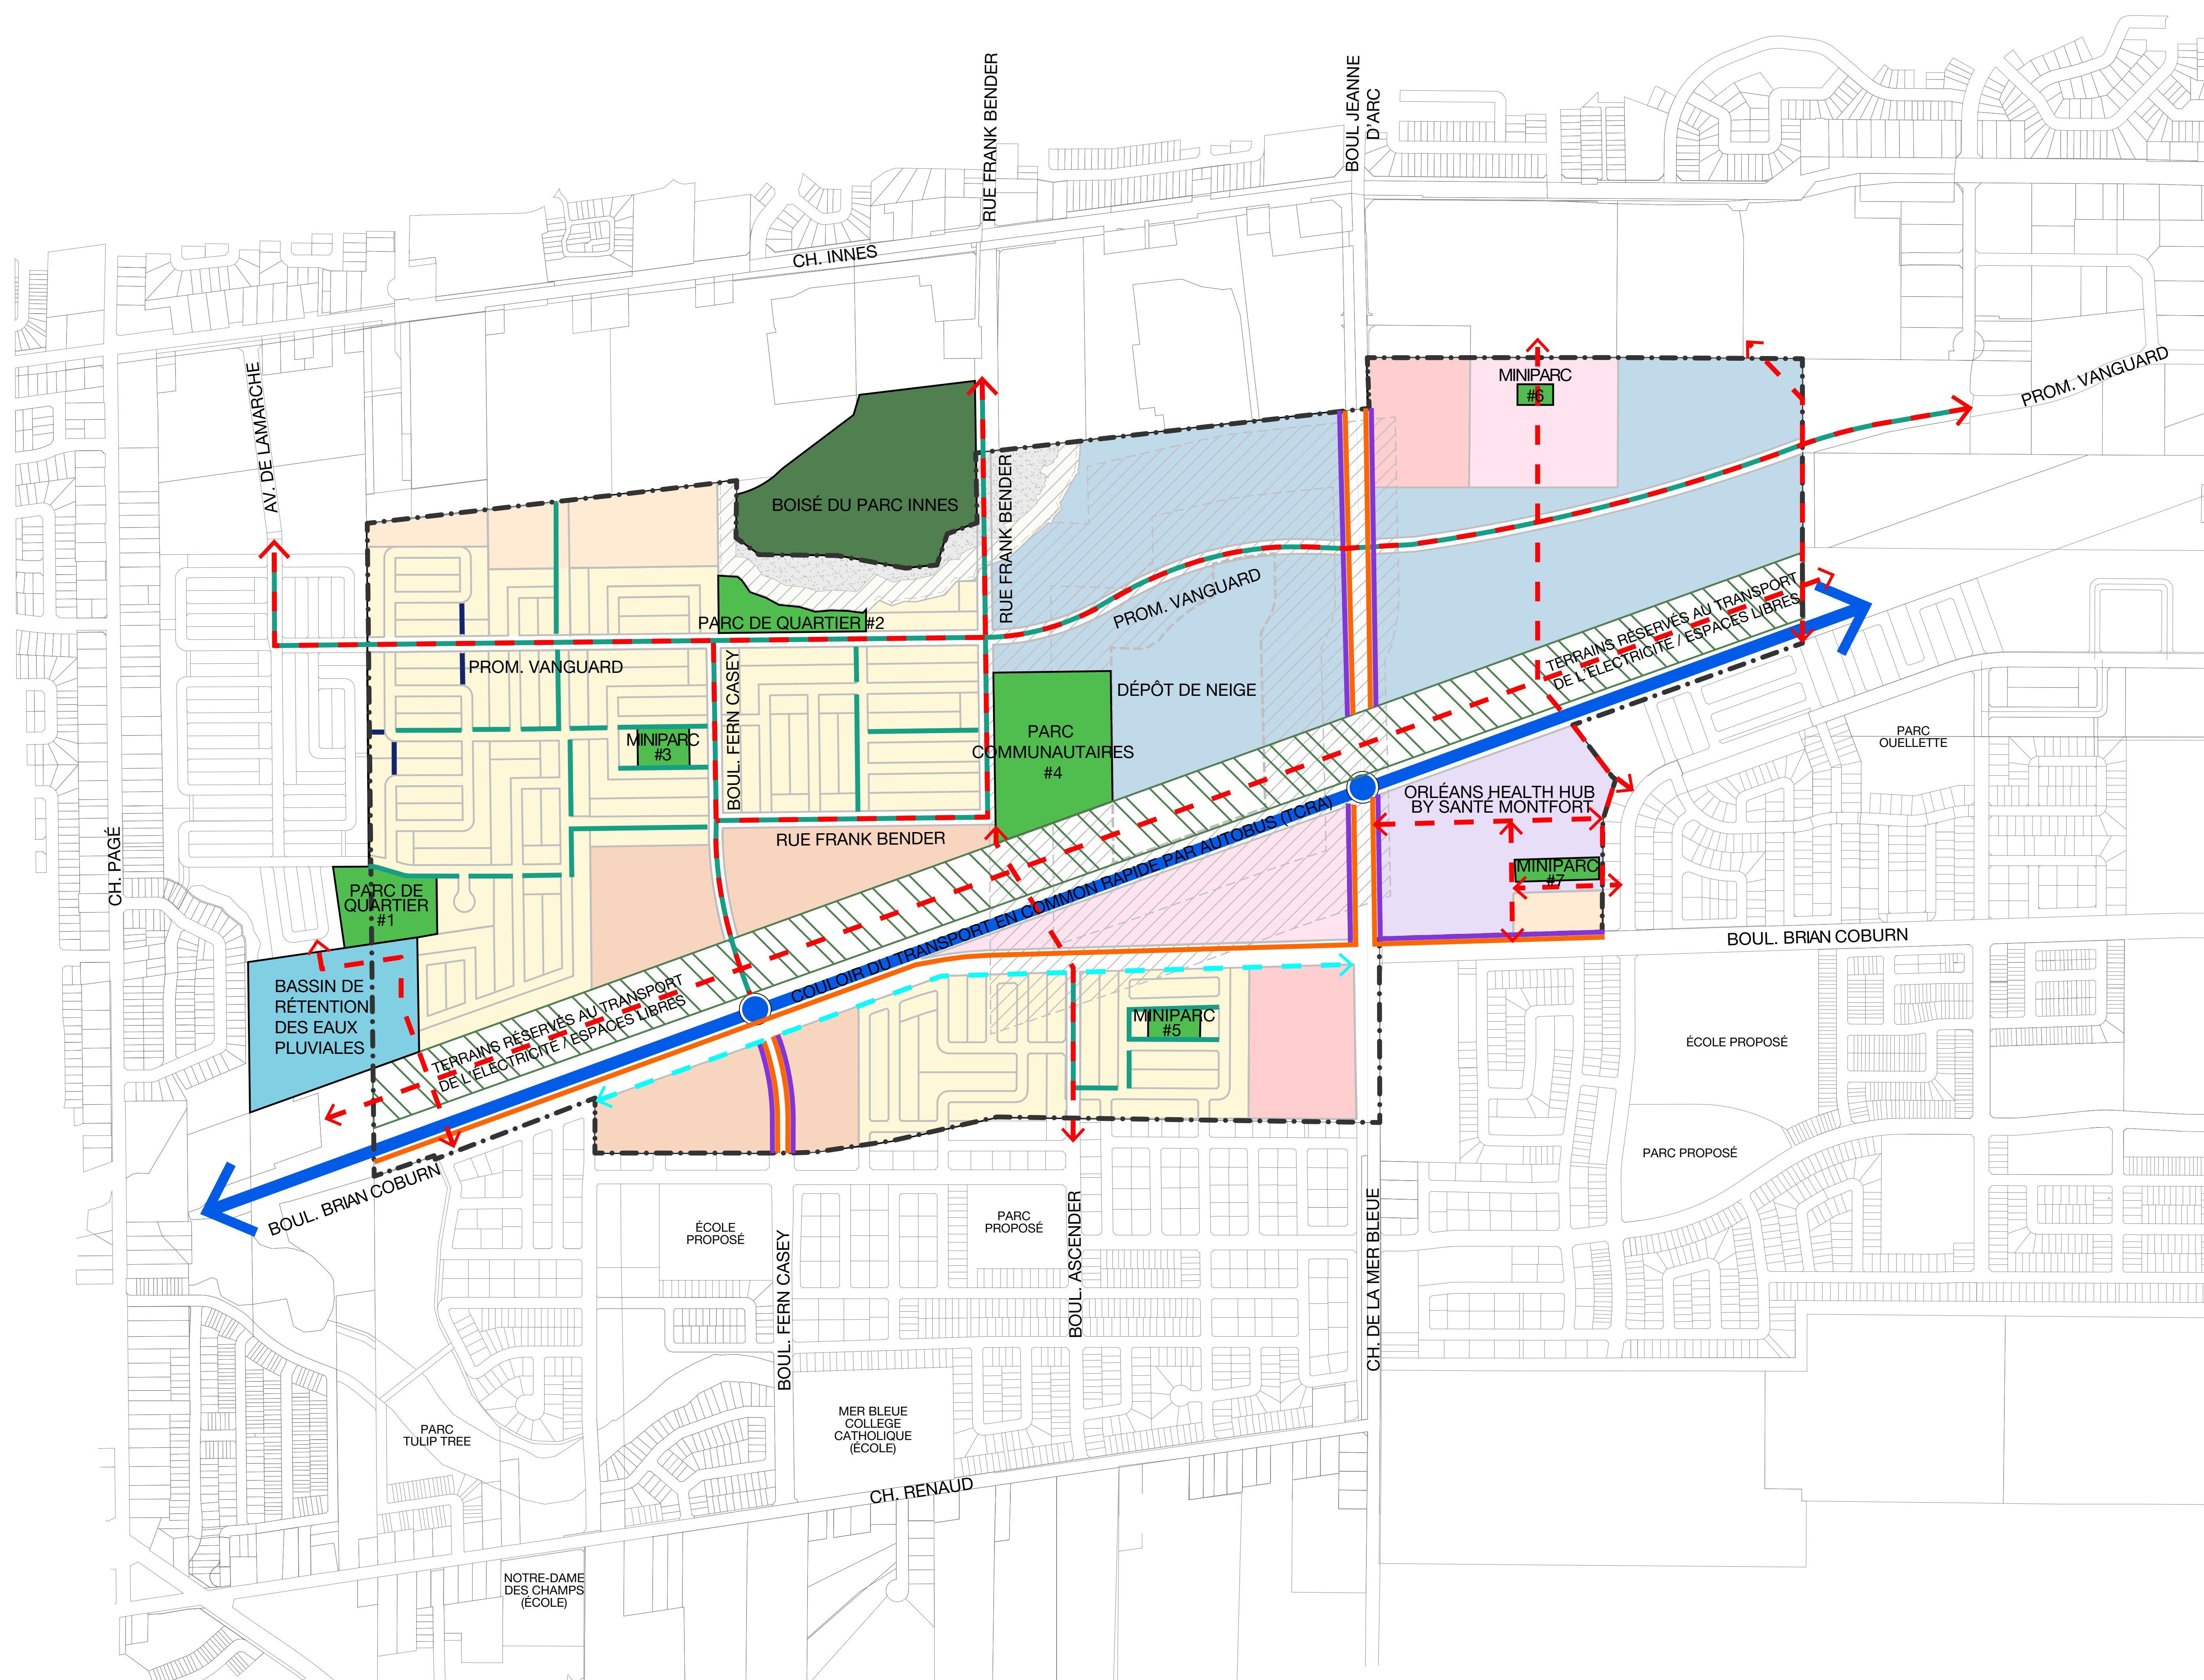 RUE FRANK BENDER
BOUL JEANNE
D'ARC
CH. INNES
AV. DE LAMARCHE
PROM. VANGUARD
MINIPARC
#6
BOISÉ DU PARC INNES
RUE FRANK BENDER
PROM. VANGUARD
PARC DE QUARTIER #2
PROM. VANGUARD
BOUL. FERN CASEY
TERRAINS RÉSERVÉS AU TRANSPORT
DE L'ÉLECTRICITÉ / ESPACES LIBRES
DÉPÔT DE NEIGE
PARC
COMMUNAUTAIRES
#4
MINIPARC
#3
PARC
OUELLETTE
ORLÉANS HEALTH HUB
BY SANTÉ MONTFORT
RUE FRANK BENDER
CH. PAGÉ
MINIPARC
#7
PARC DE
QUARTIER
#1
COULOIR DU TRANSPORT EN COMMON RAPIDE PAR AUTOBUS (TCRA)
BOUL. BRIAN COBURN
BASSIN DE
RÉTENTION
DES EAUX
PLUVIALES
TERRAINS RÉSERVÉS AU TRANSPORT
DE L'ÉLECTRICITÉ / ESPACES LIBRES
MINIPARC
#5
ÉCOLE PROPOSÉ
PARC PROPOSÉ
BOUL. BRIAN COBURN
ÉCOLE
PROPOSÉ
PARC
PROPOSÉ
BOUL. FERN CASEY
BOUL. ASCENDER
CH. DE LA MER BLEUE
PARC
TULIP TREE
MER BLEUE
COLLEGE
CATHOLIQUE
(ÉCOLE)
CH. RENAUD
NOTRE-DAME
DES CHAMPS
(ÉCOLE)